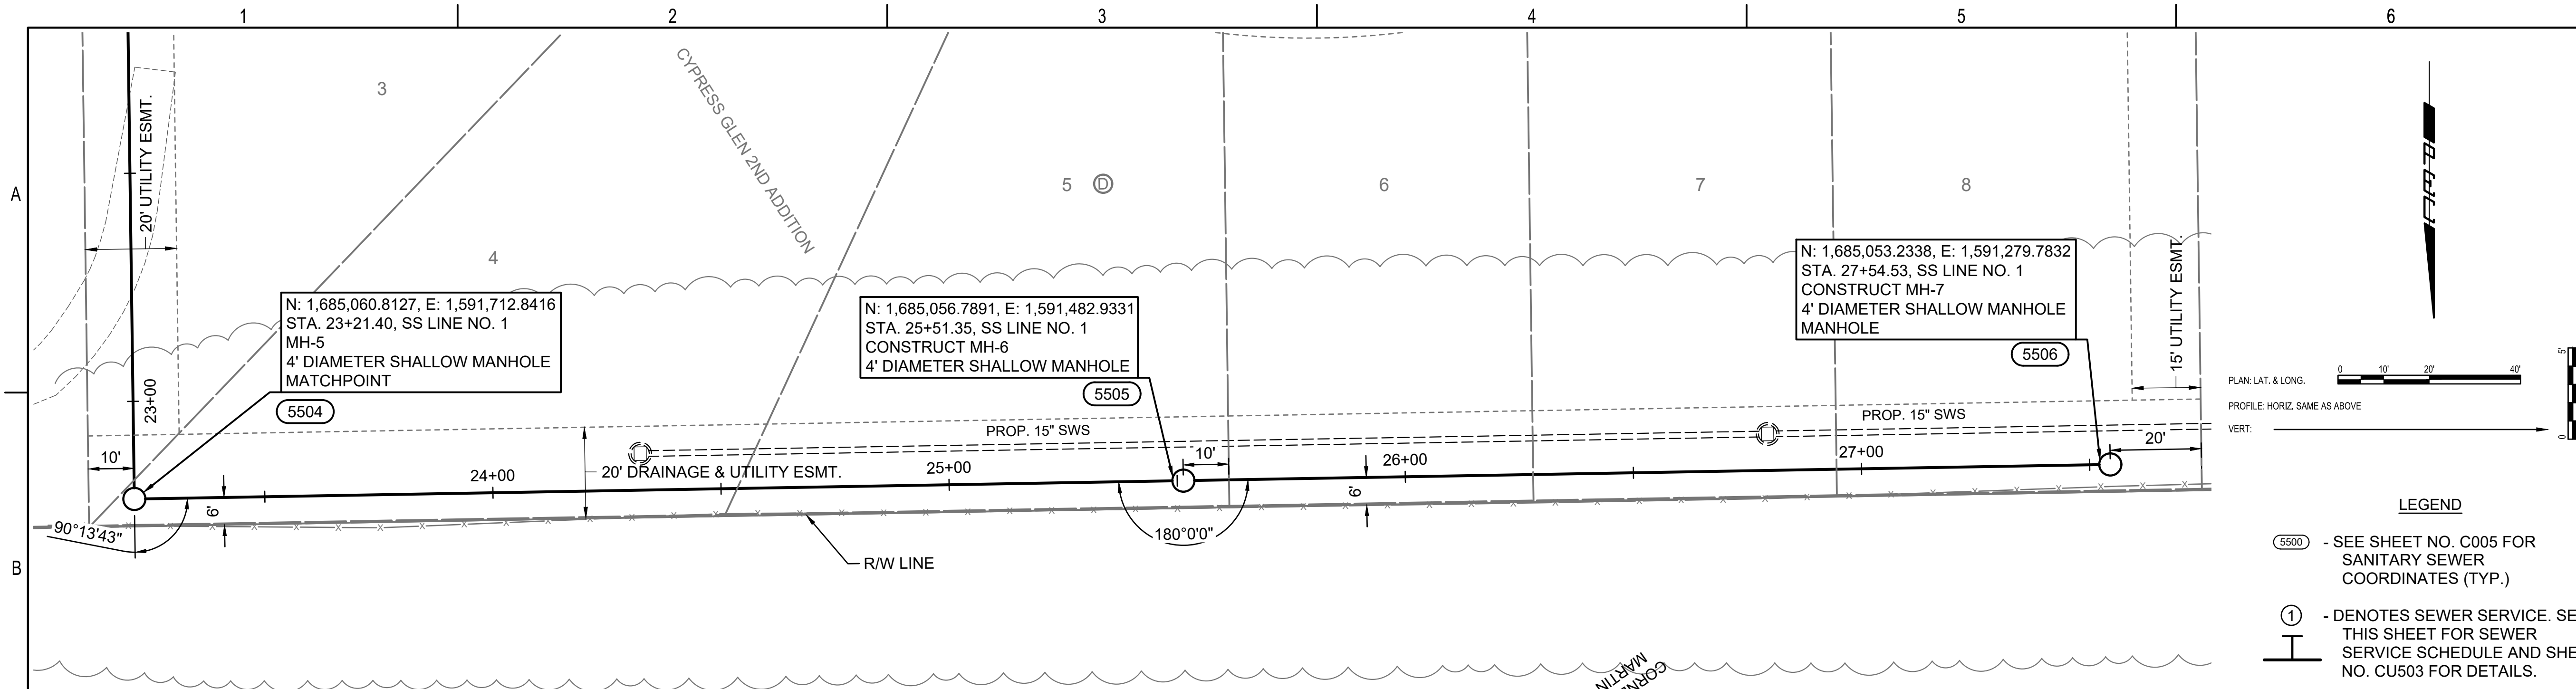 1
2
3
4
5
6
A
B
3
4
5
D
6
7
8
CYPRESS GLEN 2ND ADDITION
20' UTILITY ESMT.
23+00
N: 1,685,060.8127, E: 1,591,712.8416
STA. 23+21.40, SS LINE NO. 1
MH-5
4' DIAMETER SHALLOW MANHOLE
MATCHPOINT
5504
N: 1,685,056.7891, E: 1,591,482.9331
STA. 25+51.35, SS LINE NO. 1
CONSTRUCT MH-6
4' DIAMETER SHALLOW MANHOLE
5505
N: 1,685,053.2338, E: 1,591,279.7832
STA. 27+54.53, SS LINE NO. 1
CONSTRUCT MH-7
4' DIAMETER SHALLOW MANHOLE
MANHOLE
5506
15' UTILITY ESMT.
PROP. 15" SWS
PROP. 15" SWS
10'
10'
20'
24+00
20' DRAINAGE & UTILITY ESMT.
25+00
26+00
27+00
6'
6'
90°13'43"
180°0'0"
R/W LINE
PLAN: LAT. & LONG.
0 10' 20' 40'
PROFILE: HORIZ. SAME AS ABOVE
VERT:
0
5'
LEGEND
5500 - SEE SHEET NO. C005 FOR
SANITARY SEWER
COORDINATES (TYP.)
1 - DENOTES SEWER SERVICE. SE
THIS SHEET FOR SEWER
SERVICE SCHEDULE AND SHE
NO. CU503 FOR DETAILS.
MARTIN
CORN